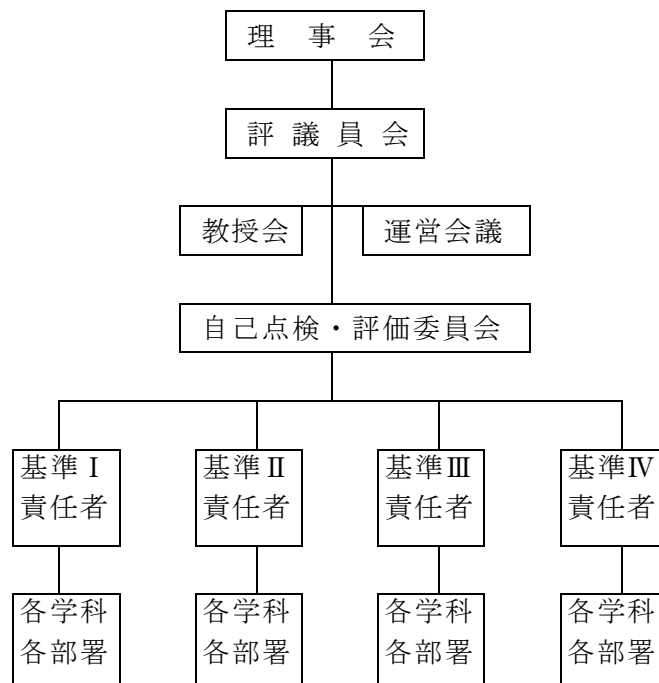 理事会
評議員会
教授会
運営会議
自己点検・評価委員会
基準Ⅰ
責任者
基準Ⅱ
責任者
基準Ⅲ
責任者
基準Ⅳ
責任者
各学科
各部署
各学科
各部署
各学科
各部署
各学科
各部署